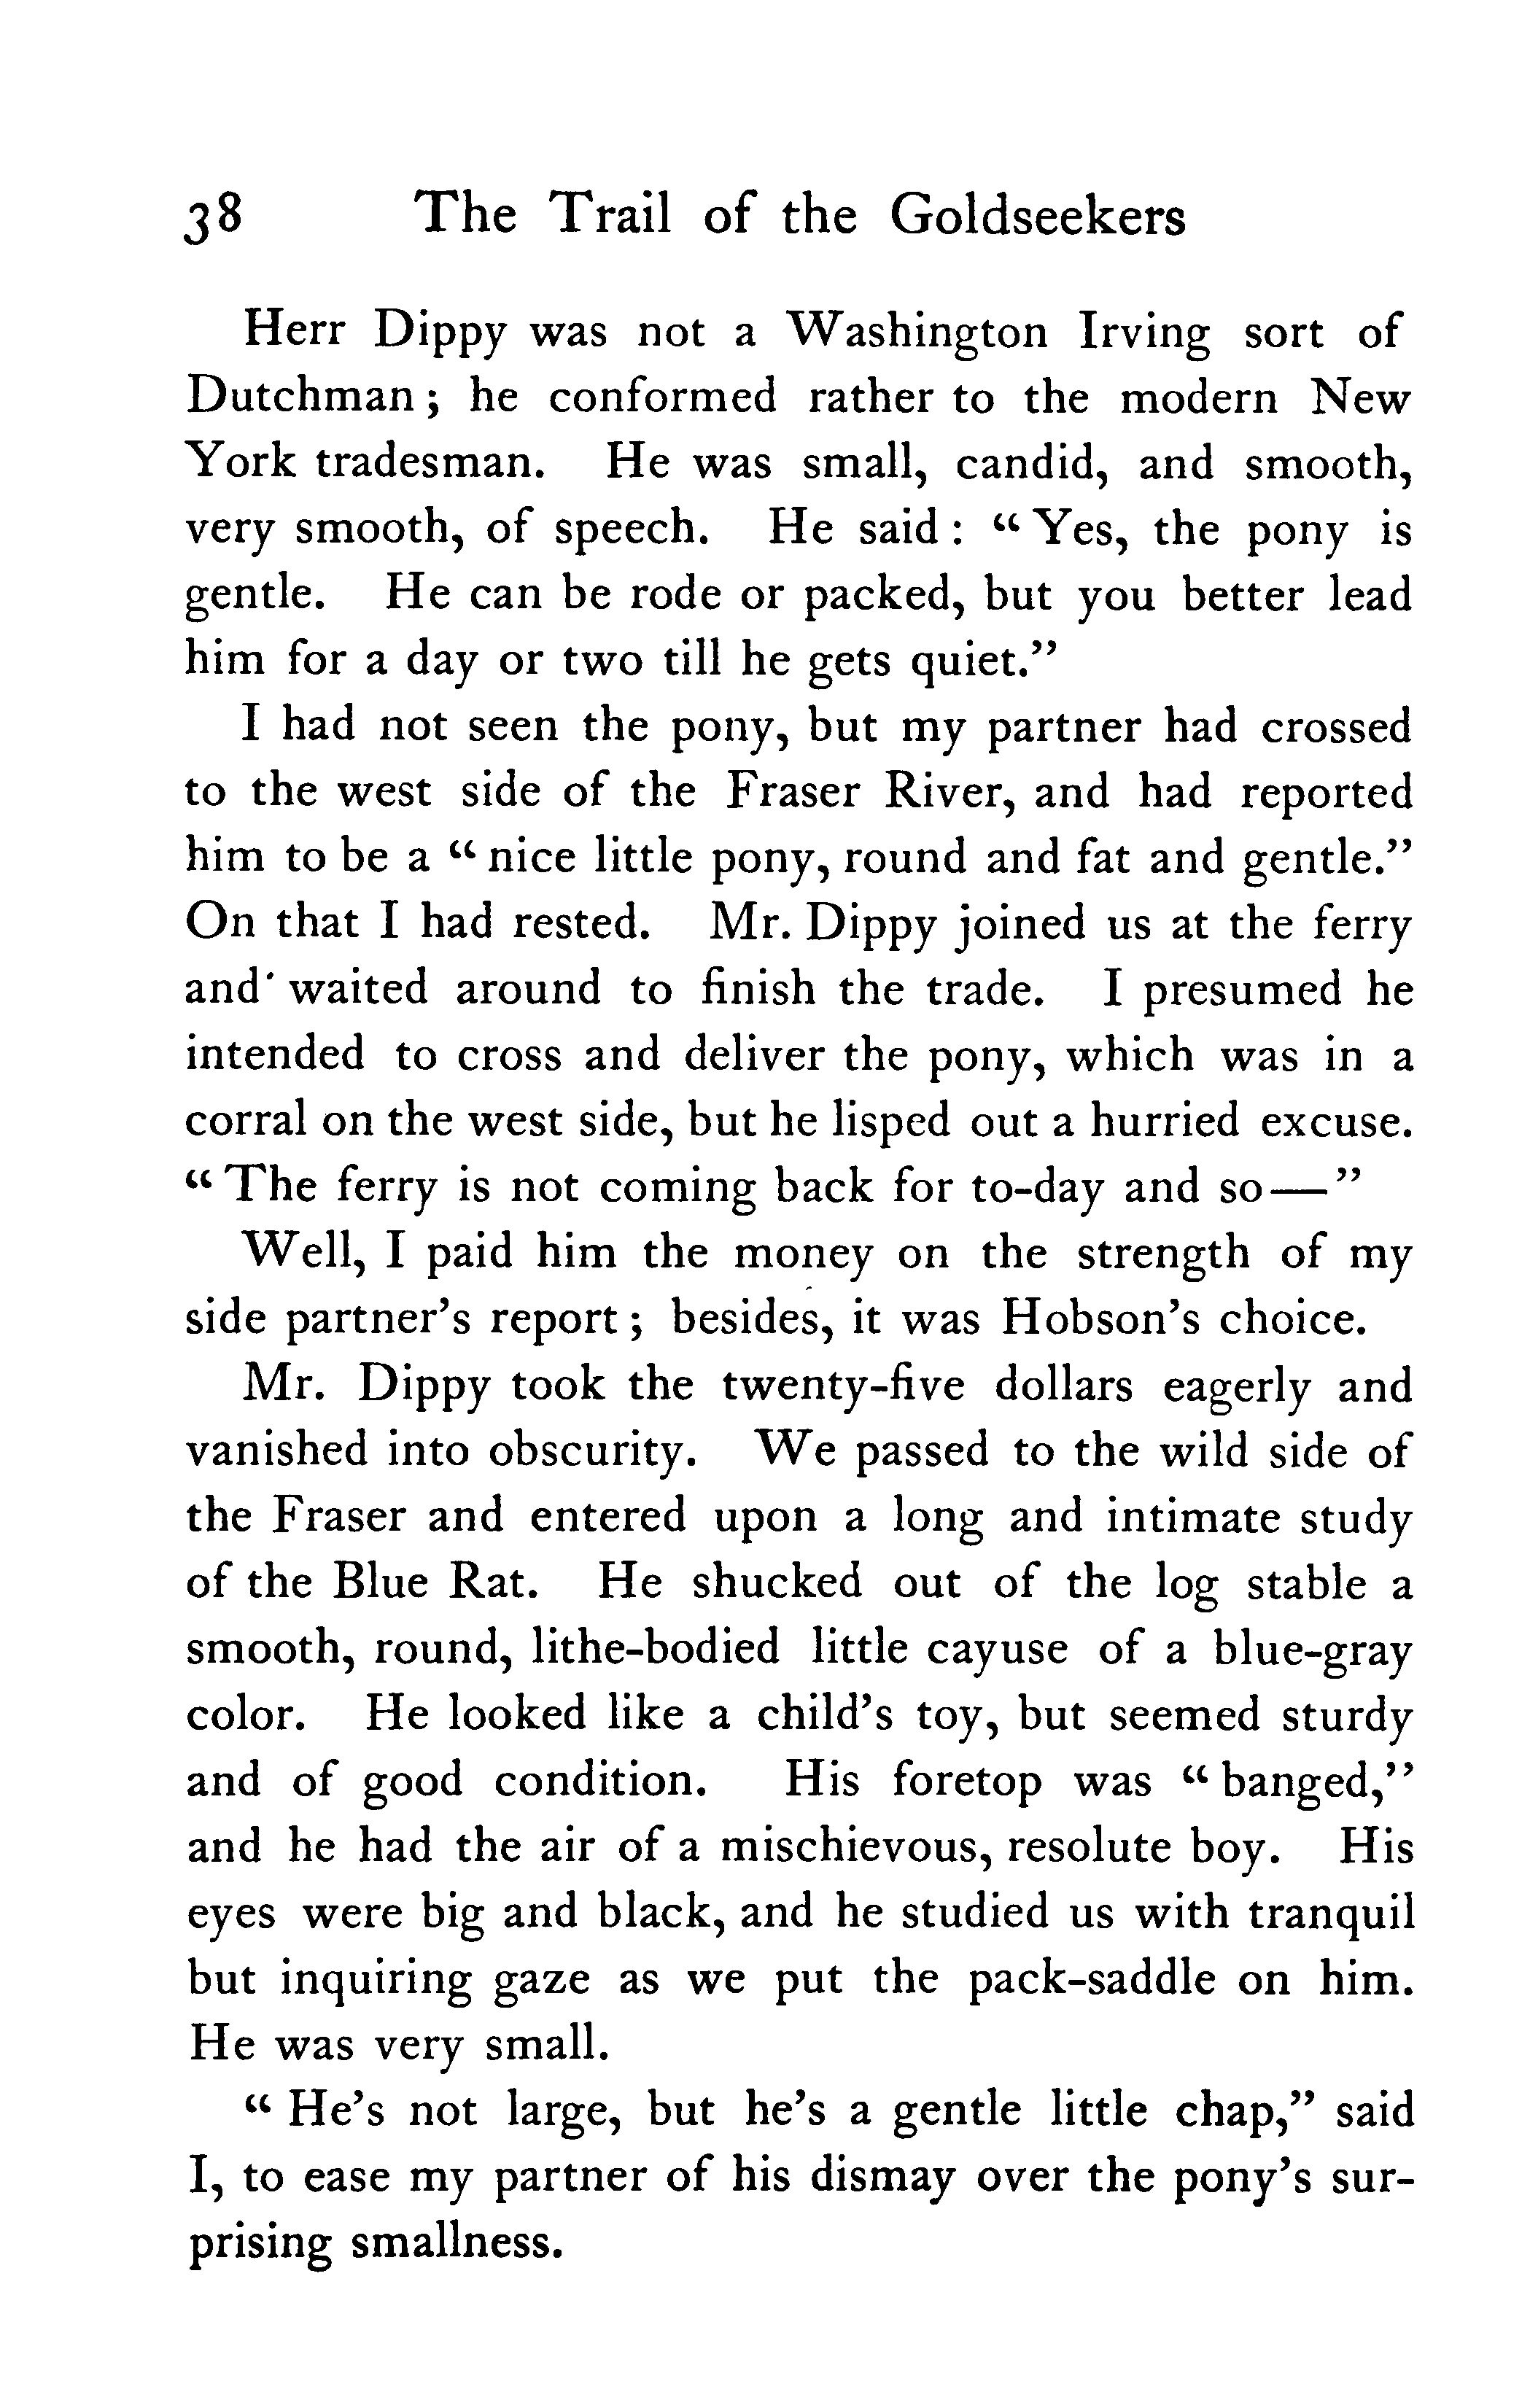 38 The Trail of the Goldseekers
Herr Dippy was not a Washington Irving sort of
Dutchman; he conformed rather to the modern New
York tradesman. He was small, candid, and smooth,
very smooth, of speech. He said: “Yes, the pony is
gentle. He can be rode or packed, but you better lead
him for a day or two till he gets quiet.”
I had not seen the pony, but my partner had crossed
to the west side of the Fraser River, and had reported
him to be a “nice little pony, round and fat and gentle.”
On that I had rested. Mr. Dippy joined us at the ferry
and waited around to finish the trade. I presumed he
intended to cross and deliver the pony, which was in a
corral on the west side, but he lisped out a hurried excuse.
“The ferry is not coming back for to-day and so—”
Well, I paid him the money on the strength of my
side partner’s report; besides, it was Hobson’s choice.
Mr. Dippy took the twenty-five dollars eagerly and
vanished into obscurity. We passed to the wild side of
the Fraser and entered upon a long and intimate study
of the Blue Rat. He shucked out of the log stable a
smooth, round, lithe-bodied little cayuse of a blue-gray
color. He looked like a child’s toy, but seemed sturdy
and of good condition. His foretop was “banged,”
and he had the air of a mischievous, resolute boy. His
eyes were big and black, and he studied us with tranquil
but inquiring gaze as we put the pack-saddle on him.
He was very small.
“He’s not large, but he’s a gentle little chap,” said
I, to ease my partner of his dismay over the pony’s sur-
prising smallness.